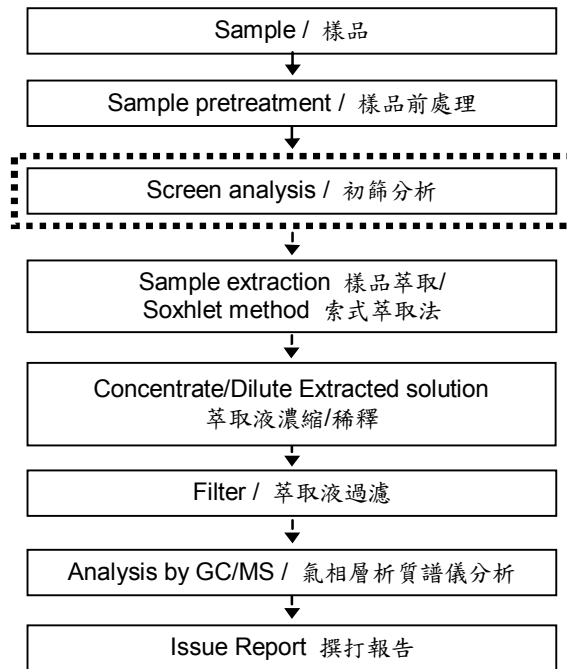 Sample / 樣品
Sample pretreatment / 樣品前處理
Screen analysis / 初篩分析
Sample extraction 樣品萃取/
Soxhlet method 索式萃取法
Concentrate/Dilute Extracted solution
萃取液濃縮/稀釋
Filter / 萃取液過濾
Analysis by GC/MS / 氣相層析質譜儀分析
Issue Report 撰打報告